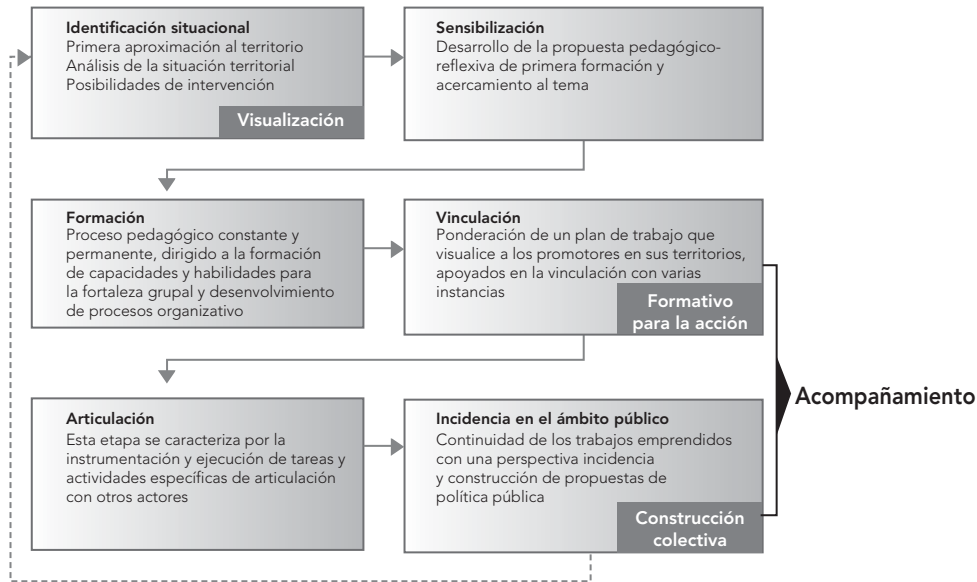 Identificación situacional
Primera aproximación al territorio
Análisis de la situación territorial
Posibilidades de intervención
Visualización
Sensibilización
Desarrollo de la propuesta pedagógico-
reflexiva de primera formación y
acercamiento al tema
Formación
Proceso pedagógico constante y
permanente, dirigido a la formación
de capacidades y habilidades para
la fortaleza grupal y desenvolvimiento
de procesos organizativo
Vinculación
Ponderación de un plan de trabajo que
visualice a los promotores en sus territorios,
apoyados en la vinculación con varias
instancias
Formativo
para la acción
Articulación
Esta etapa se caracteriza por la
instrumentación y ejecución de tareas y
actividades específicas de articulación
con otros actores
Incidencia en el ámbito público
Continuidad de los trabajos emprendidos
con una perspectiva incidencia
y construcción de propuestas de
política pública
Construcción
colectiva
Acompañamiento